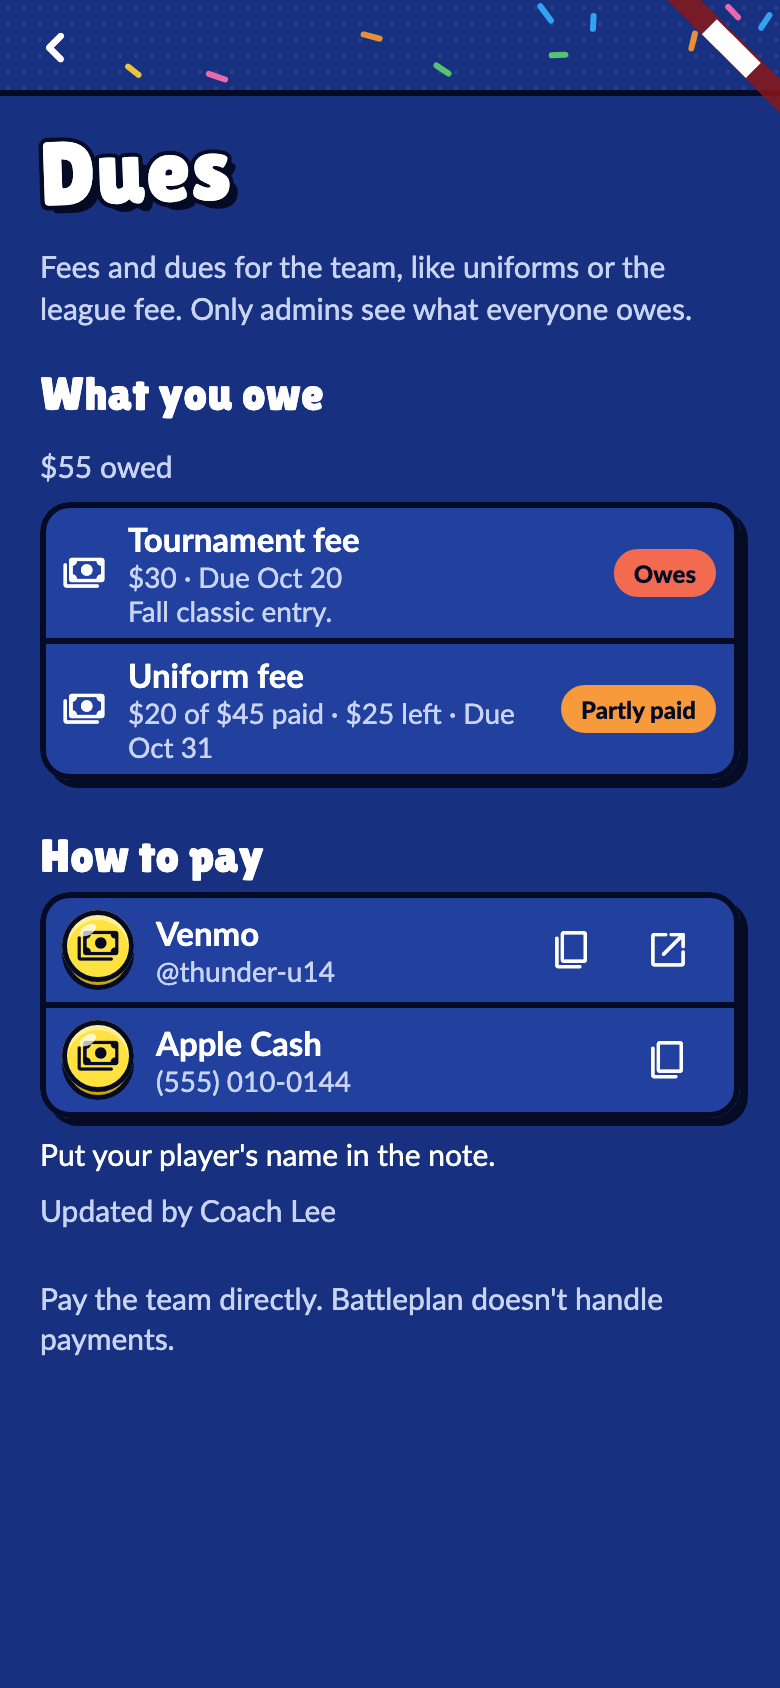 Dues
Fees and dues for the team, like uniforms or the
league fee. Only admins see what everyone owes.
What you owe
$55 owed
Tournament fee
$30 · Due Oct 20
Fall classic entry.
Owes
Uniform fee
$20 of $45 paid · $25 left · Due
Oct 31
Partly paid
How to pay
Venmo
@thunder-u14
Apple Cash
(555) 010-0144
Put your player's name in the note.
Updated by Coach Lee
Pay the team directly. Battleplan doesn't handle
payments.